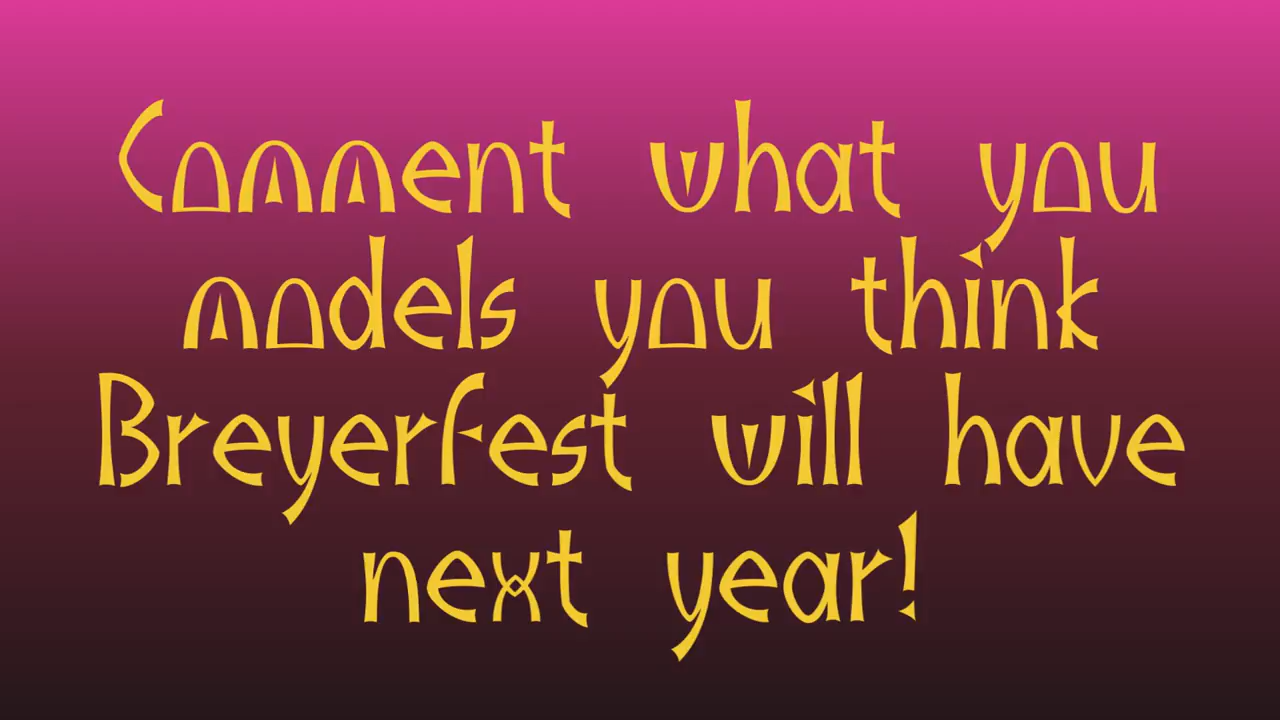 Comment what you
models you think
Breyerfest will have
next year!